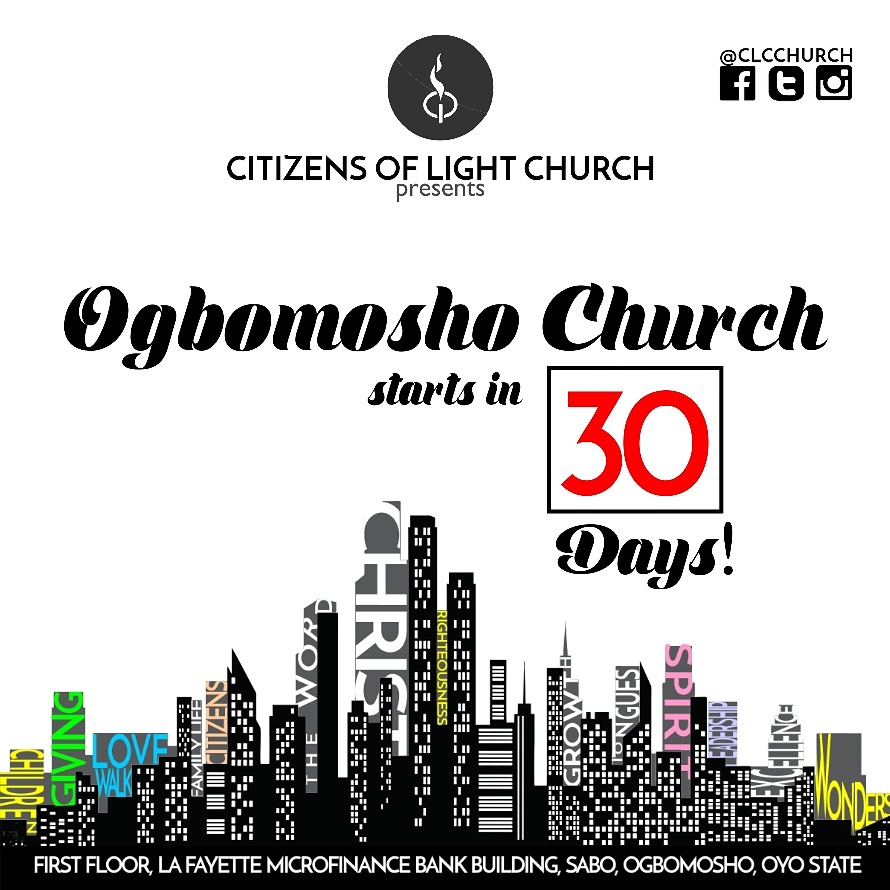 @CLCCHURCH
CITIZENS OF LIGHT CHURCH
presents
Ogbomosho Church
starts in
30
Days!
CHILDREN
GIVING
LOVE
WALK
FAMILY LIFE
CITIZENS
THE WORD
CHRIST
RIGHTEOUSNESS
GROWTH
TONGUES
SPIRIT
LEADERSHIP
EXCELLENCE
WONDERS
FIRST FLOOR, LA FAYETTE MICROFINANCE BANK BUILDING, SABO, OGBOMOSHO, OYO STATE